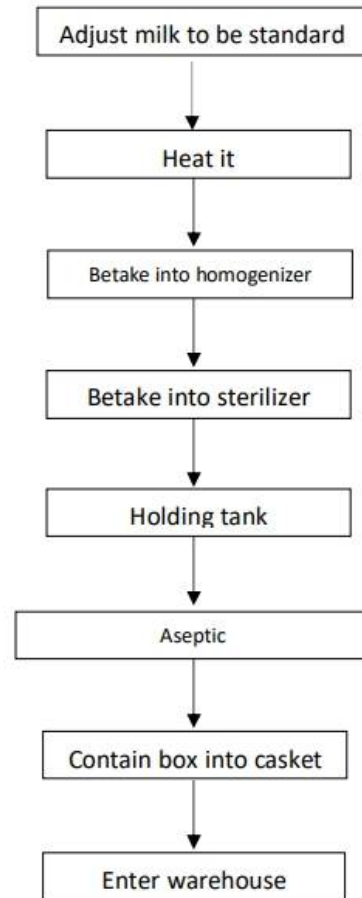 Adjust milk to be standard
Heat it
Betake into homogenizer
Betake into sterilizer
Holding tank
Aseptic
Contain box into casket
Enter warehouse